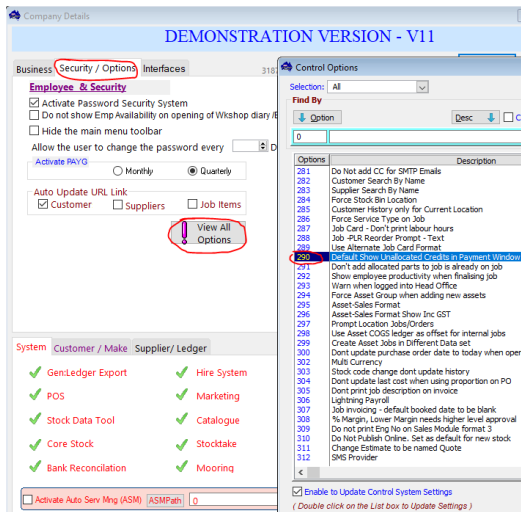 Company Details
DEMONSTRATION VERSION - V11
Business Security / Options Interfaces
Employee & Security
Activate Password Security System
Do not show Emp Availability on opening of Wkshop diary /E
Hide the main menu toolbar
Allow the user to change the password every D
Activate PAYG
Monthly Quarterly
Auto Update URL Link
Customer Suppliers Job Items
View All
Options
System Customer / Make Supplier/ Ledger
Gen:Ledger Export Hire System
POS Marketing
Stock Data Tool Catalogue
Core Stock Stocktake
Bank Reconcilation Mooring
Activate Auto Serv Mng (ASM) ASMPath 0
3187
Control Options
Selection: All
Find By
Option Desc C
0
Options Description
281 Do Not add CC for SMTP Emails
282 Customer Search By Name
283 Supplier Search By Name
284 Force Stock Bin Location
285 Customer History only for Current Location
286 Force Service Type on Job
287 Job Card - Don't print labour hours
288 Job -PLR Reorder Prompt - Text
289 Use Alternate Job Card Format
290 Default Show Unallocated Credits in Payment Window
291 Don't add allocated parts to job is already on job
292 Show employee productivity when finalising job
293 Warn when logged into Head Office
294 Force Asset Group when adding new assets
295 Asset-Sales Format
296 Asset-Sales Format Show Inc GST
297 Prompt Location Jobs/Orders
298 Use Asset COGS ledger as offset for internal jobs
299 Create Asset Jobs in Different Data set
300 Dont update purchase order date to today when oper
302 Multi Currency
303 Stock code change dont update history
304 Dont update last cost when using proportion on PO
305 Dont print job description on invoice
306 Lightning Payroll
307 Job invoicing - default booked date to be blank
308 % Margin, Lower Margin needs higher level approval
309 Do not print Eng No on Sales Module format 3
310 Do Not Publish Online. Set as default for new stock
311 Change Estimate to be named Quote
312 SMS Provider
Enable to Update Control System Settings
( Double click on the List box to Update Settings )